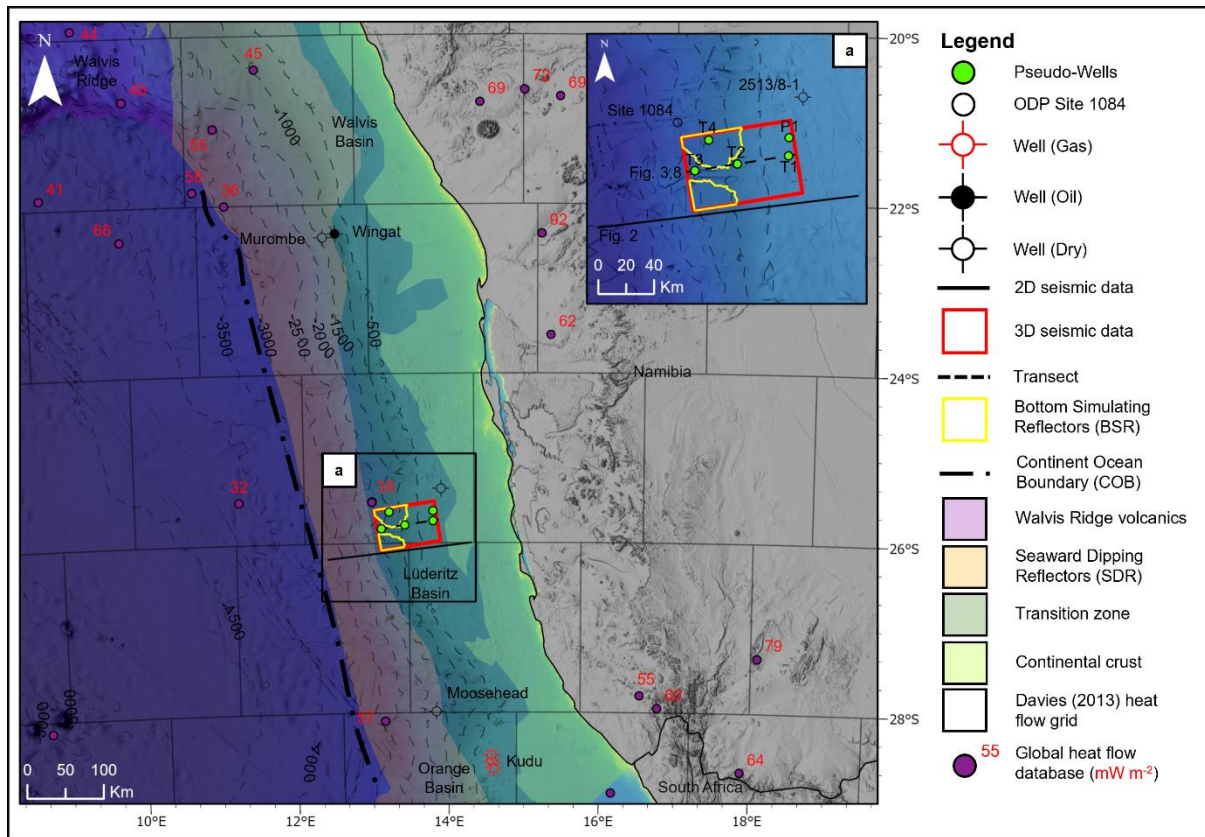 N
44
Walvis
Ridge
46
45
-1000
Walvis
Basin
69
73
69
55
58
36
41
66
Murombe
Wingat
92
62
-3500
-3000
-2500
-2000
-1500
-500
Namibia
a
38
32
Lüderitz
Basin
-4500
Moosehead
Kudu
Orange
Basin
-5000
55
79
64
South Africa
0 50 100
Km
10°E
12°E
14°E
16°E
18°E
20°S
22°S
24°S
26°S
28°S
N
a
2513/8-1
Site 1084
T4
P1
T2
T3
T1
Fig. 3,8
Fig. 2
0 20 40
Km
Legend
Pseudo-Wells
ODP Site 1084
Well (Gas)
Well (Oil)
Well (Dry)
2D seismic data
3D seismic data
Transect
Bottom Simulating
Reflectors (BSR)
Continent Ocean
Boundary (COB)
Walvis Ridge volcanics
Seaward Dipping
Reflectors (SDR)
Transition zone
Continental crust
Davies (2013) heat
flow grid
55 Global heat flow
database (mW m-2)